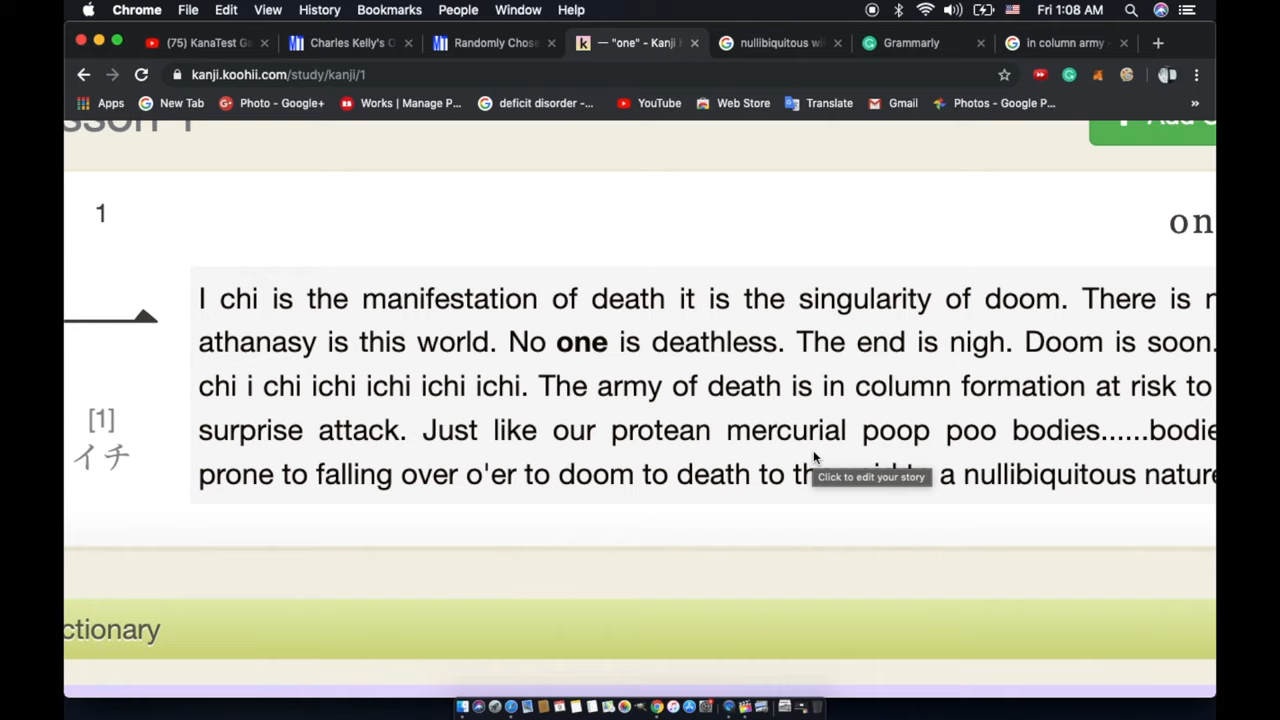 Chrome File Edit View History Bookmarks People Window Help Fri 1:08 AM
(75) KanaTest G Charles Kelly's O Randomly Chose — "one" - Kanji nullibiquitous wi Grammarly in column army -
kanji.koohii.com/study/kanji/1
Apps New Tab Photo - Google+ Works | Manage P... deficit disorder -... YouTube Web Store Translate Gmail Photos - Google P... »
1
on
I chi is the manifestation of death it is the singularity of doom. There is
athanasy is this world. No one is deathless. The end is nigh. Doom is soon.
chi i chi ichi ichi ichi ichi. The army of death is in column formation at risk to
[1]
surprise attack. Just like our protean mercurial poop poo bodies......bodie
イチ
prone to falling over o'er to doom to death to a nullibiquitous nature
Click to edit your story
ctionary